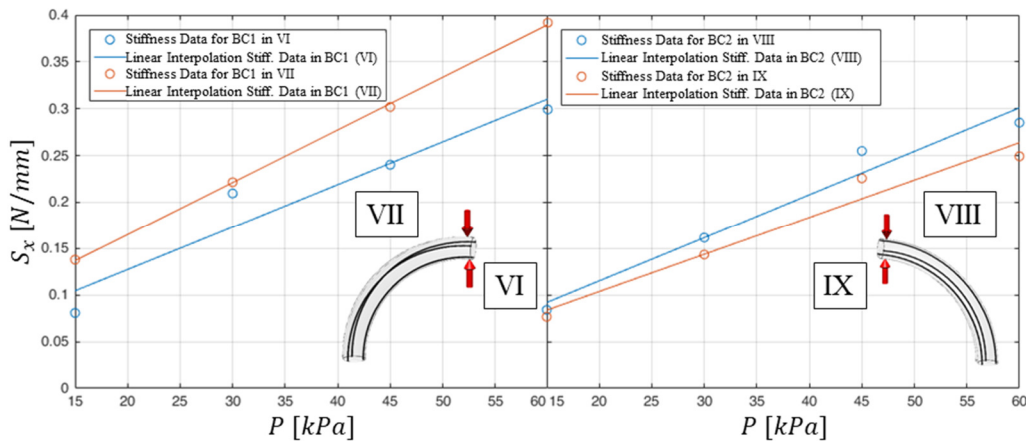 0.4
0.35
0.3
0.25
0.2
0.15
0.1
0.05
0
S_x [N/mm]
Stiffness Data for BC1 in VI
Linear Interpolation Stiff. Data in BC1 (VI)
Stiffness Data for BC1 in VII
Linear Interpolation Stiff. Data in BC1 (VII)
VII
VI
15 20 25 30 35 40 45 50 55 60
P [kPa]
Stiffness Data for BC2 in VIII
Linear Interpolation Stiff. Data in BC2 (VIII)
Stiffness Data for BC2 in IX
Linear Interpolation Stiff. Data in BC2 (IX)
VIII
IX
15 20 25 30 35 40 45 50 55 60
P [kPa]